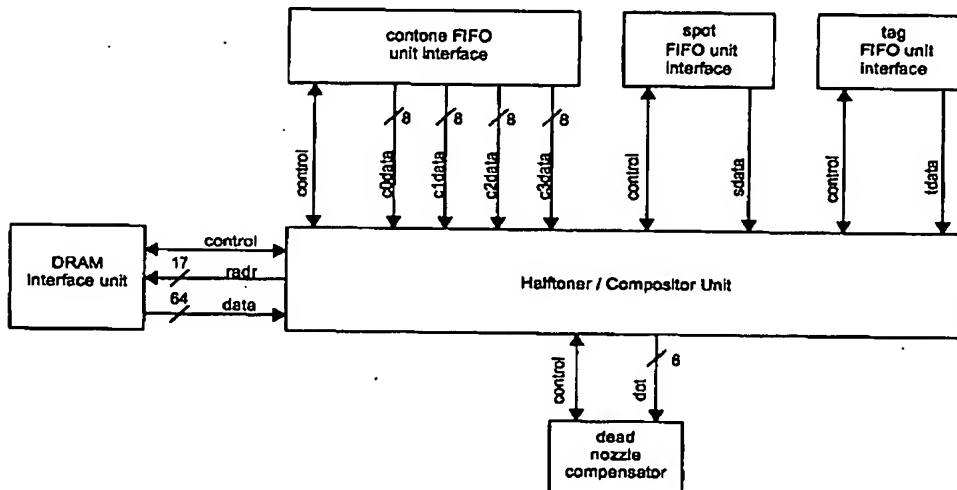 contone FIFO
unit interface
spot
FIFO unit
interface
tag
FIFO unit
interface
8
8
8
8
control
c0data
c1data
c2data
c3data
control
sdata
control
tdata
DRAM
interface unit
control
17
radr
64
data
Halftoner / Compositor Unit
control
6
dot
dead
nozzle
compensator